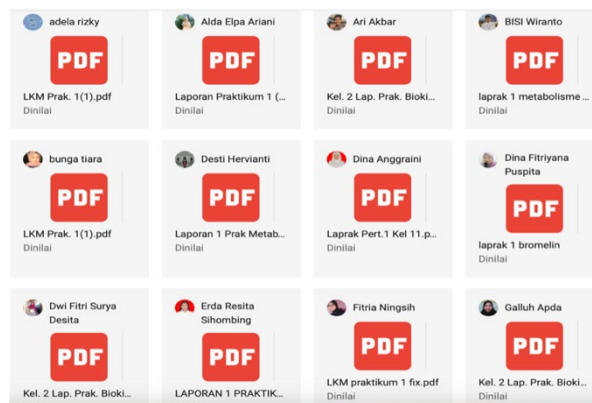 adela rizky
PDF
LKM Prak. 1(1).pdf
Dinilai
Alda Elpa Ariani
PDF
Laporan Praktikum 1 (...
Dinilai
Ari Akbar
PDF
Kel. 2 Lap. Prak. Bioki...
Dinilai
BISI Wiranto
PDF
laprak 1 metabolisme ...
Dinilai
bunga tiara
PDF
LKM Prak. 1(1).pdf
Dinilai
Desti Hervianti
PDF
Laporan 1 Prak Metab...
Dinilai
Dina Anggraini
PDF
Laprak Pert.1 Kel 11.p...
Dinilai
Dina Fitriyana
Puspita
PDF
laprak 1 bromelin
Dinilai
Dwi Fitri Surya
Desita
PDF
Kel. 2 Lap. Prak. Bioki...
Erda Resita
Sihombing
PDF
LAPORAN 1 PRAKTIK...
Fitria Ningsih
PDF
LKM praktikum 1 fix.pdf
Dinilai
Galluh Apda
PDF
Kel. 2 Lap. Prak. Bioki...
Dinilai